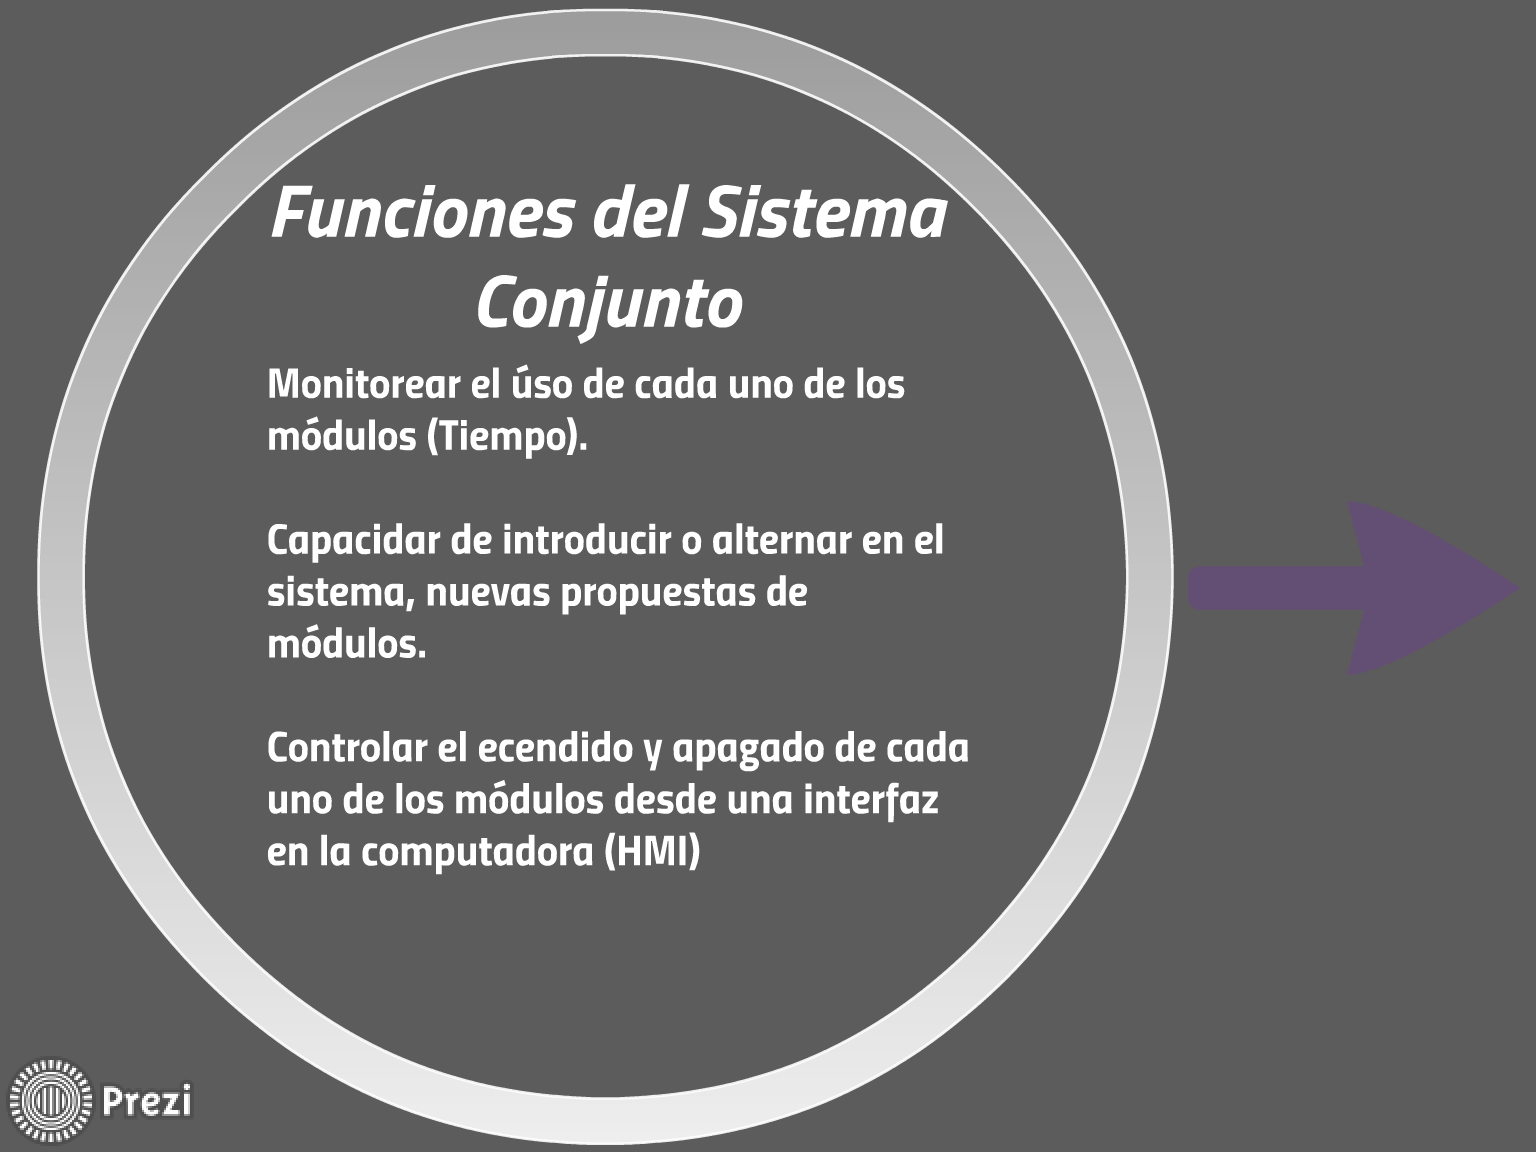 Funciones del Sistema
Conjunto
Monitorear el úso de cada uno de los
módulos (Tiempo).
Capacidar de introducir o alternar en el
sistema, nuevas propuestas de
módulos.
Controlar el ecendido y apagado de cada
uno de los módulos desde una interfaz
en la computadora (HMI)
Prezi